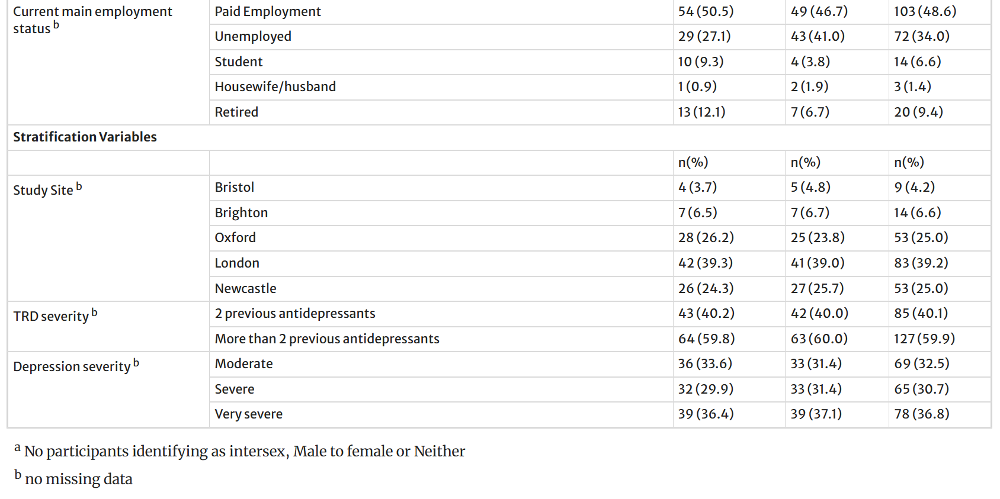 Current main employment status b Paid Employment 54 (50.5) 49 (46.7) 103 (48.6)
Unemployed 29 (27.1) 43 (41.0) 72 (34.0)
Student 10 (9.3) 4 (3.8) 14 (6.6)
Housewife/husband 1 (0.9) 2 (1.9) 3 (1.4)
Retired 13 (12.1) 7 (6.7) 20 (9.4)
Stratification Variables
n(%) n(%) n(%)
Study Site b Bristol 4 (3.7) 5 (4.8) 9 (4.2)
Brighton 7 (6.5) 7 (6.7) 14 (6.6)
Oxford 28 (26.2) 25 (23.8) 53 (25.0)
London 42 (39.3) 41 (39.0) 83 (39.2)
Newcastle 26 (24.3) 27 (25.7) 53 (25.0)
TRD severity b 2 previous antidepressants 43 (40.2) 42 (40.0) 85 (40.1)
More than 2 previous antidepressants 64 (59.8) 63 (60.0) 127 (59.9)
Depression severity b Moderate 36 (33.6) 33 (31.4) 69 (32.5)
Severe 32 (29.9) 33 (31.4) 65 (30.7)
Very severe 39 (36.4) 39 (37.1) 78 (36.8)
a No participants identifying as intersex, Male to female or Neither
b no missing data